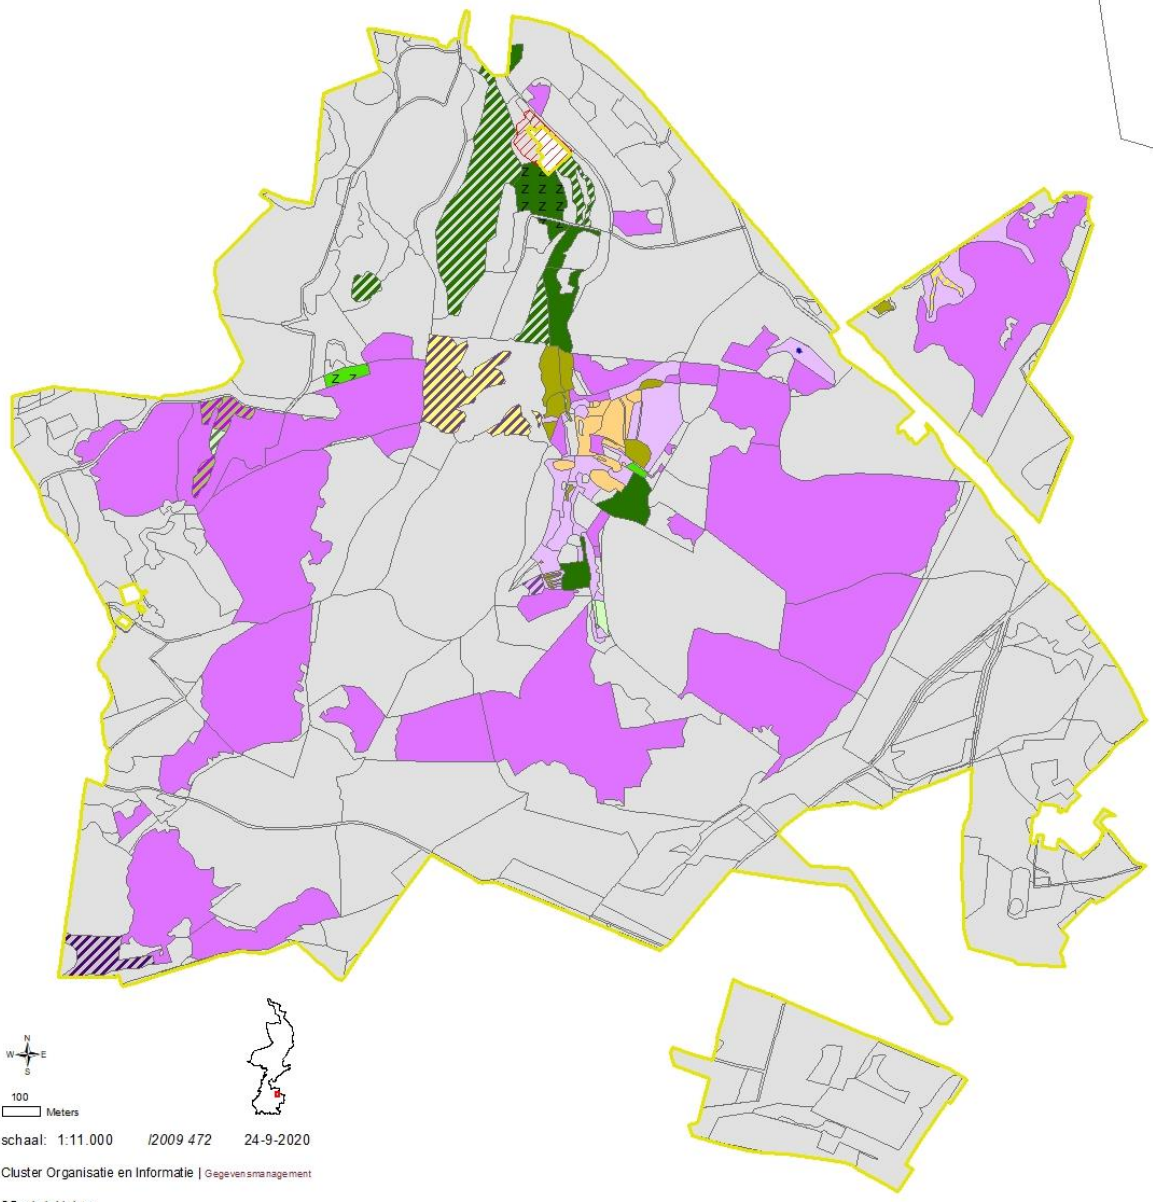 Z Z
Z Z Z
Z Z Z
Z
Z Z
N
W E
S
100
Meters
schaal: 1:11.000 I2009 472 24-9-2020
Cluster Organisatie en Informatie | Gegevensmanagement